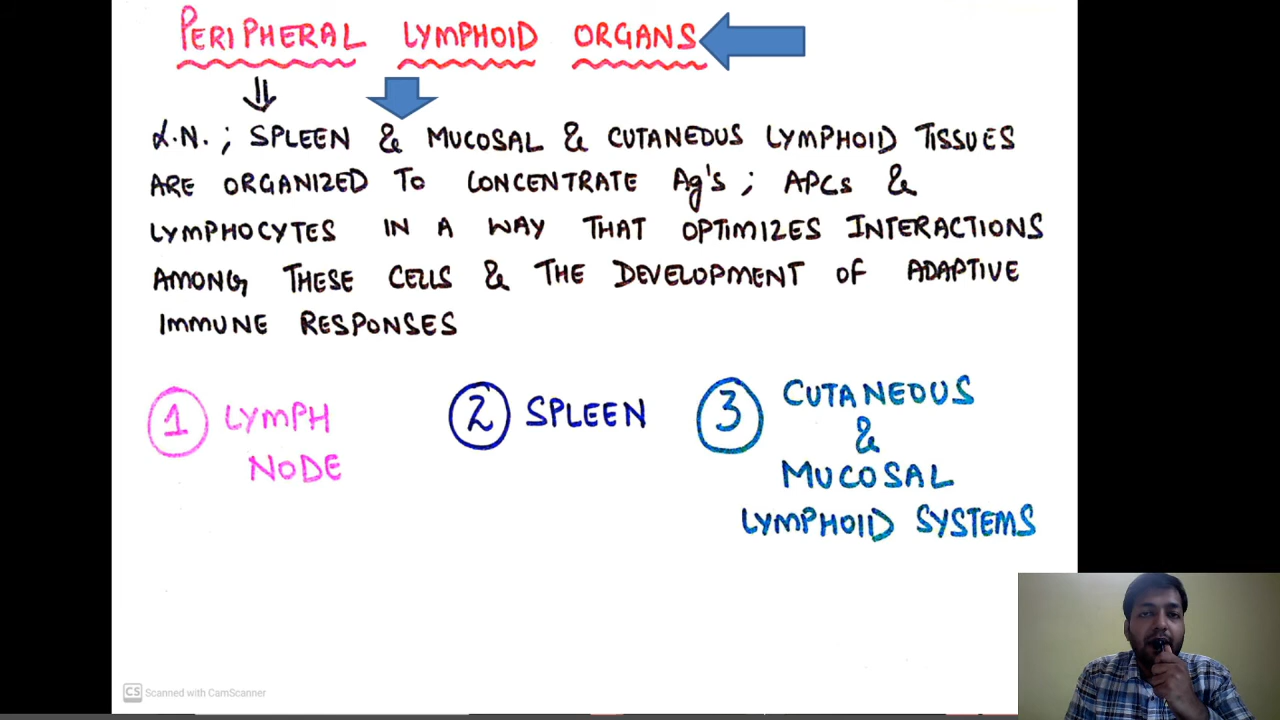 PERIPHERAL LYMPHOID ORGANS
L.N. ; SPLEEN & MUCOSAL & CUTANEOUS LYMPHOID TISSUES
ARE ORGANIZED TO CONCENTRATE Ag's ; APCs &
LYMPHOCYTES IN A WAY THAT OPTIMIZES INTERACTIONS
AMONG THESE CELLS & THE DEVELOPMENT OF ADAPTIVE
IMMUNE RESPONSES
1 LYMPH
NODE
2 SPLEEN
3 CUTANEOUS
&
MUCOSAL
LYMPHOID SYSTEMS
CS Scanned with CamScanner